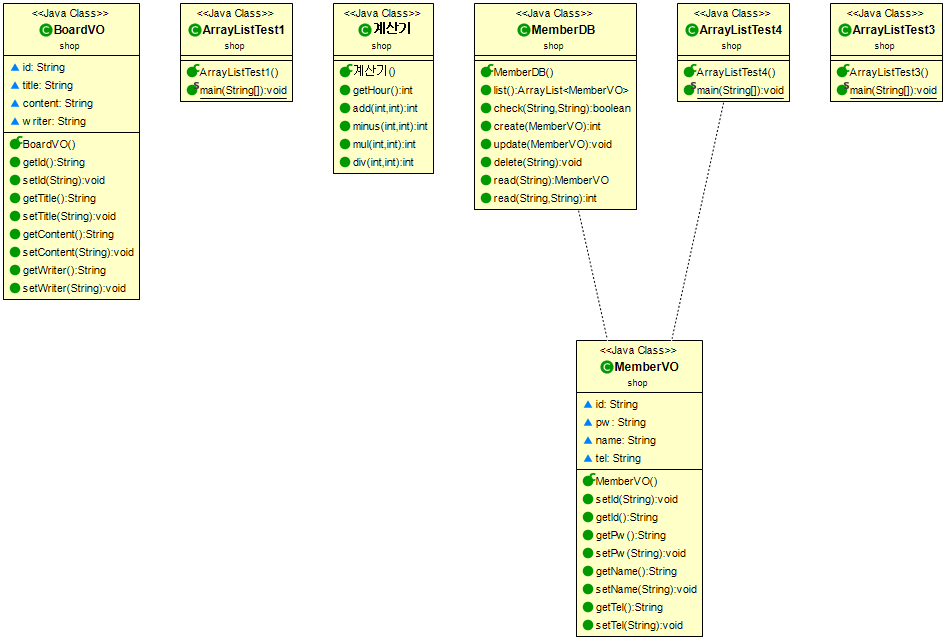 <<Java Class>>
BoardVO
shop
id: String
title: String
content: String
writer: String
BoardVO()
getId():String
setId(String):void
getTitle():String
setTitle(String):void
getContent():String
setContent(String):void
getWriter():String
setWriter(String):void
<<Java Class>>
ArrayListTest1
shop
ArrayListTest1()
main(String[]):void
<<Java Class>>
계산기
shop
계산기()
getHour():int
add(int,int):int
minus(int,int):int
mul(int,int):int
div(int,int):int
<<Java Class>>
MemberDB
shop
MemberDB()
list():ArrayList<MemberVO>
check(String,String):boolean
create(MemberVO):int
update(MemberVO):void
delete(String):void
read(String):MemberVO
read(String,String):int
<<Java Class>>
ArrayListTest4
shop
ArrayListTest4()
main(String[]):void
<<Java Class>>
ArrayListTest3
shop
ArrayListTest3()
main(String[]):void
<<Java Class>>
MemberVO
shop
id: String
pw: String
name: String
tel: String
MemberVO()
setId(String):void
getId():String
getPw():String
setPw(String):void
getName():String
setName(String):void
getTel():String
setTel(String):void